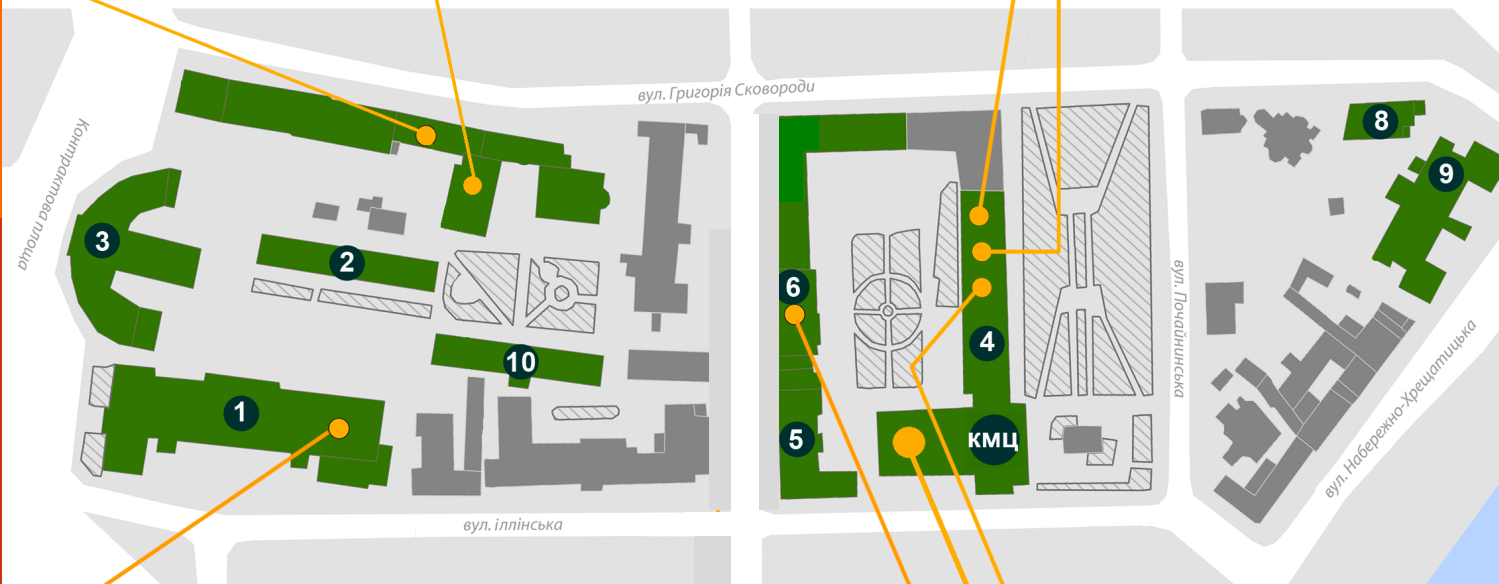 вул. Григорія Сковороди
8
9
Контрактова площа
3
2
6
вул. Почайнинська
4
10
1
5
кмц
вул. Набережно-Хрещатицька
вул. іллінська